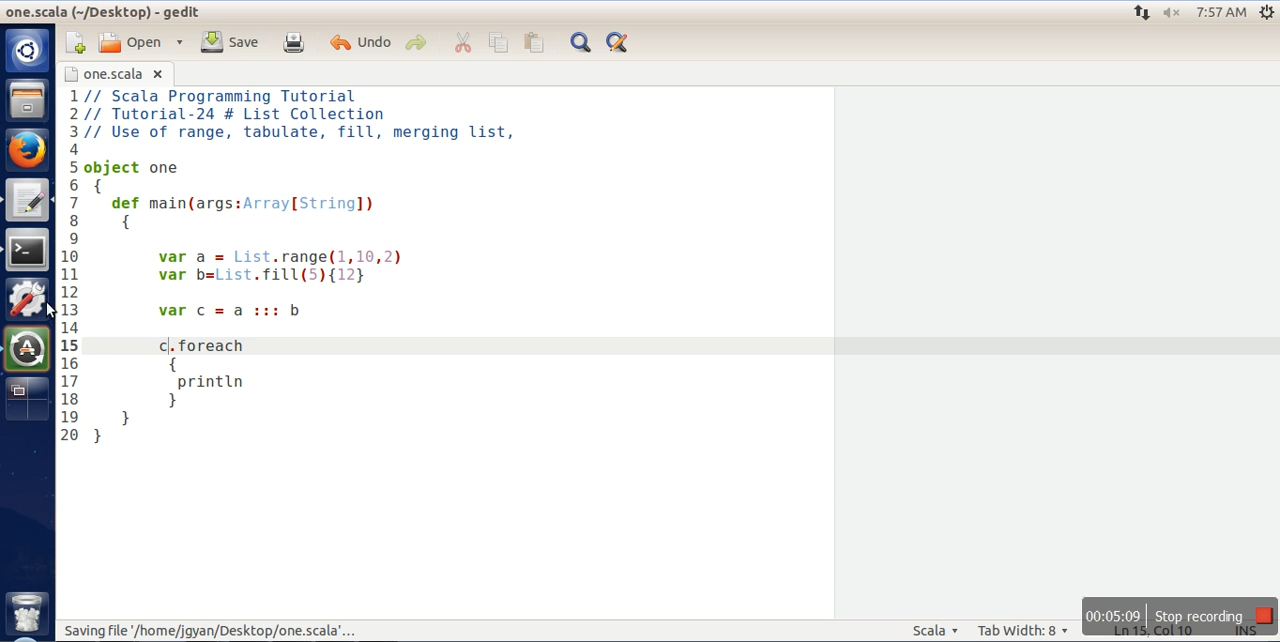 one.scala (~/Desktop) - gedit
7:57 AM
Open
Save
Undo
one.scala
1 // Scala Programming Tutorial
2 // Tutorial-24 # List Collection
3 // Use of range, tabulate, fill, merging list,
4
5 object one
6 {
7 def main(args:Array[String])
8 {
9
10 var a = List.range(1,10,2)
11 var b=List.fill(5){12}
12
13 var c = a ::: b
14
15 c.foreach
16 {
17 println
18 }
19 }
20 }
Saving file '/home/jgyan/Desktop/one.scala'...
Scala
Tab Width: 8
Ln 15, Col 10
INS
00:05:09
Stop recording